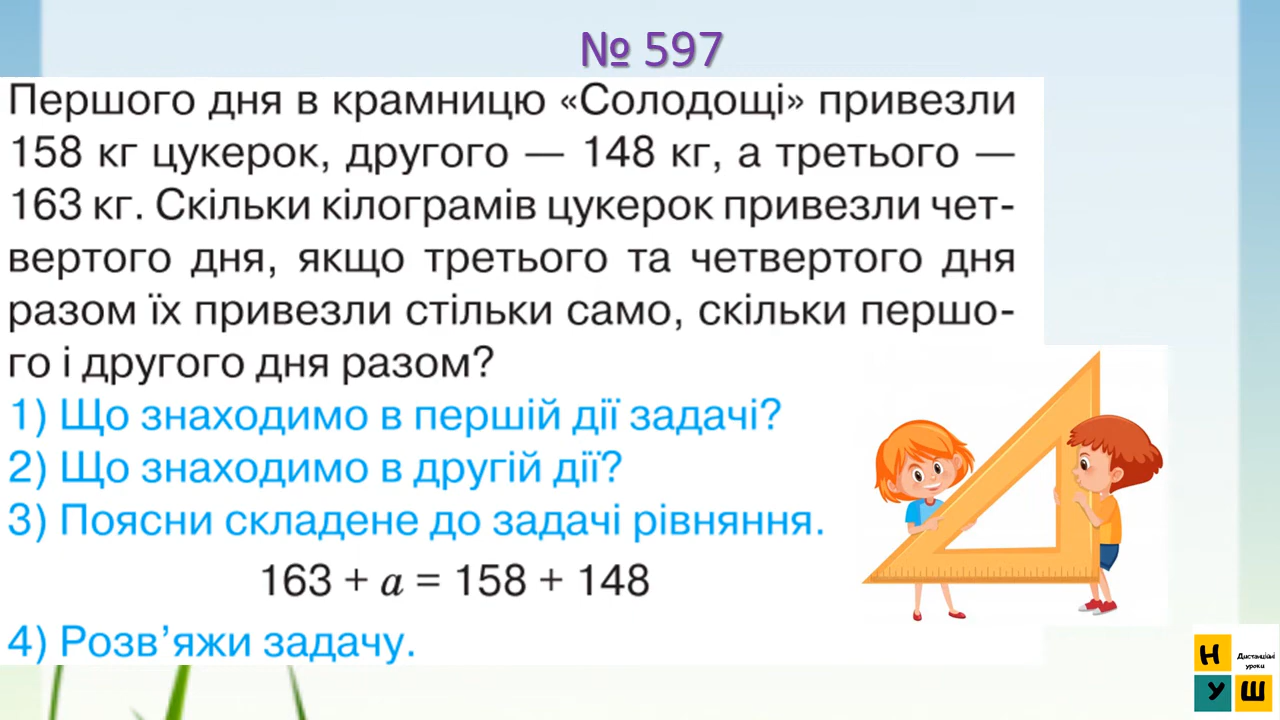 № 597
Першого дня в крамницю «Солодощі» привезли
158 кг цукерок, другого — 148 кг, а третього —
163 кг. Скільки кілограмів цукерок привезли чет-
вертого дня, якщо третього та четвертого дня
разом їх привезли стільки само, скільки першо-
го і другого дня разом?
1) Що знаходимо в першій дії задачі?
2) Що знаходимо в другій дії?
3) Поясни складене до задачі рівняння.
163 + a = 158 + 148
4) Розв’яжи задачу.
Н
Дистанційні
уроки
У Ш